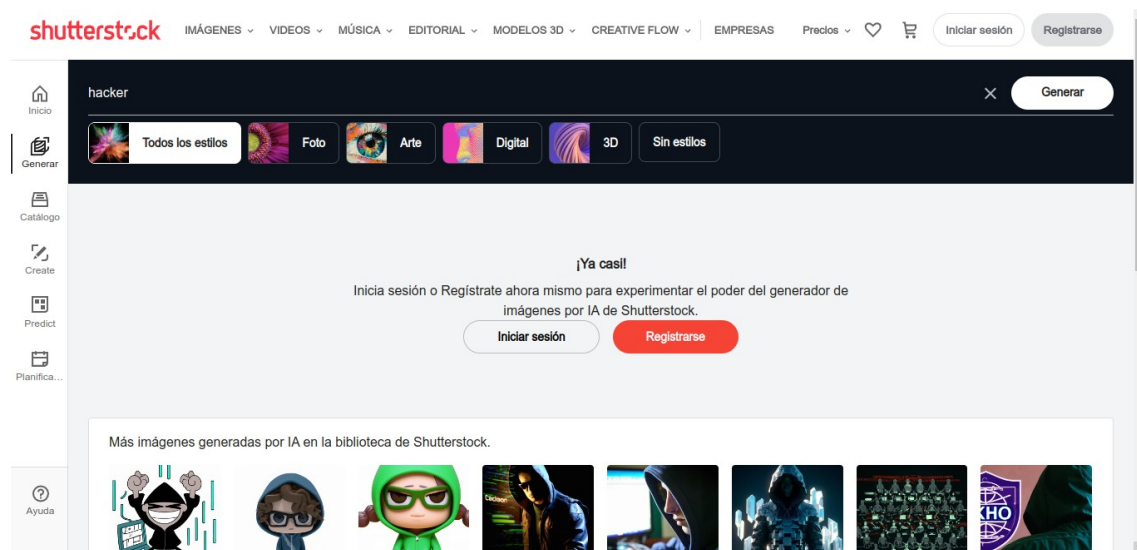 shutterstock
IMÁGENES
VIDEOS
MÚSICA
EDITORIAL
MODELOS 3D
CREATIVE FLOW
EMPRESAS
Precios
Iniciar sesión
Registrarse
Inicio
Generar
Catálogo
Create
Predict
Planifica...
Ayuda
hacker
Generar
Todos los estilos
Foto
Arte
Digital
3D
Sin estilos
¡Ya casi!
Inicia sesión o Regístrate ahora mismo para experimentar el poder del generador de
imágenes por IA de Shutterstock.
Iniciar sesión
Registrarse
Más imágenes generadas por IA en la biblioteca de Shutterstock.
KHO